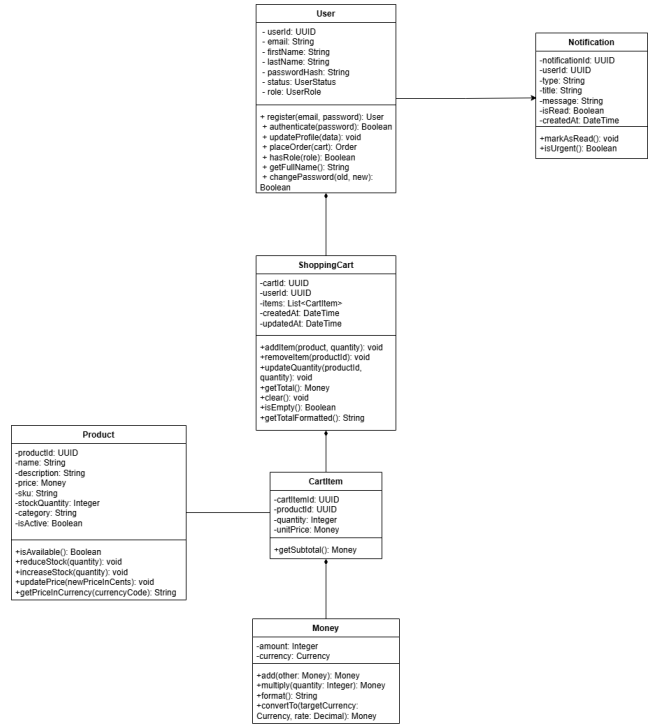 User
- userId: UUID
- email: String
- firstName: String
- lastName: String
- passwordHash: String
- status: UserStatus
- role: UserRole
+ register(email, password): User
+ authenticate(password): Boolean
+ updateProfile(data): void
+ placeOrder(cart): Order
+ hasRole(role): Boolean
+ getFullName(): String
+ changePassword(old, new):
Boolean
Notification
-notificationId: UUID
-userId: UUID
-type: String
-title: String
-message: String
-isRead: Boolean
-createdAt: DateTime
+markAsRead(): void
+isUrgent(): Boolean
ShoppingCart
-cartId: UUID
-userId: UUID
-items: List<CartItem>
-createdAt: DateTime
-updatedAt: DateTime
+addItem(product, quantity): void
+removeItem(productId): void
+updateQuantity(productId,
quantity): void
+getTotal(): Money
+clear(): void
+isEmpty(): Boolean
+getTotalFormatted(): String
Product
-productId: UUID
-name: String
-description: String
-price: Money
-sku: String
-stockQuantity: Integer
-category: String
-isActive: Boolean
+isAvailable(): Boolean
+reduceStock(quantity): void
+increaseStock(quantity): void
+updatePrice(newPriceInCents): void
+getPriceInCurrency(currencyCode): String
CartItem
-cartItemId: UUID
-productId: UUID
-quantity: Integer
-unitPrice: Money
+getSubtotal(): Money
Money
-amount: Integer
-currency: Currency
+add(other: Money): Money
+multiply(quantity: Integer): Money
+format(): String
+convertTo(targetCurrency:
Currency, rate: Decimal): Money